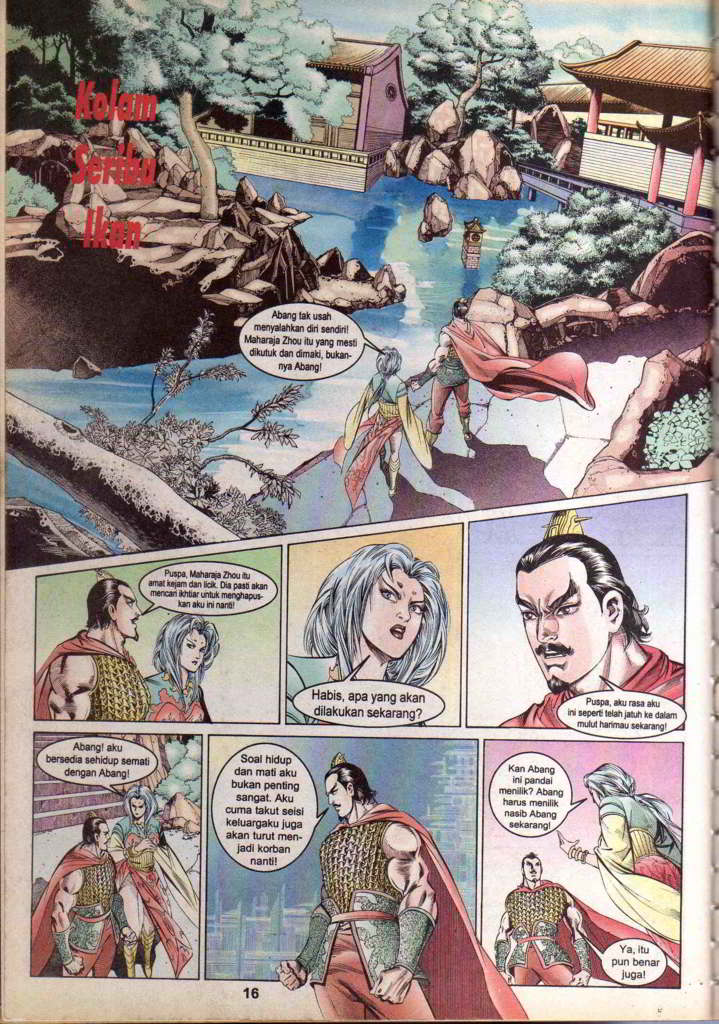 Kolam
Seribu
Ikan
Abang tak usah
menyalahkan diri sendiri!
Maharaja Zhou itu yang mesti
dikutuk dan dimaki, bukan-
nya Abang!
Puspa, Maharaja Zhou itu
amat kejam dan licik. Dia pasti akan
mencari ikhtiar untuk menghapus-
kan aku ini nanti!
Habis, apa yang akan
dilakukan sekarang?
Puspa, aku rasa aku
ini seperti telah jatuh ke dalam
mulut harimau sekarang!
Abang! aku
bersedia sehidup semati
dengan Abang!
Soal hidup
dan mati aku
bukan penting
sangat. Aku
cuma takut seisi
keluargaku juga
akan turut men-
jadi korban
nanti!
Kan Abang
ini pandai
menilik? Abang
harus menilik
nasib Abang
sekarang!
Ya, itu
pun benar
juga!
16